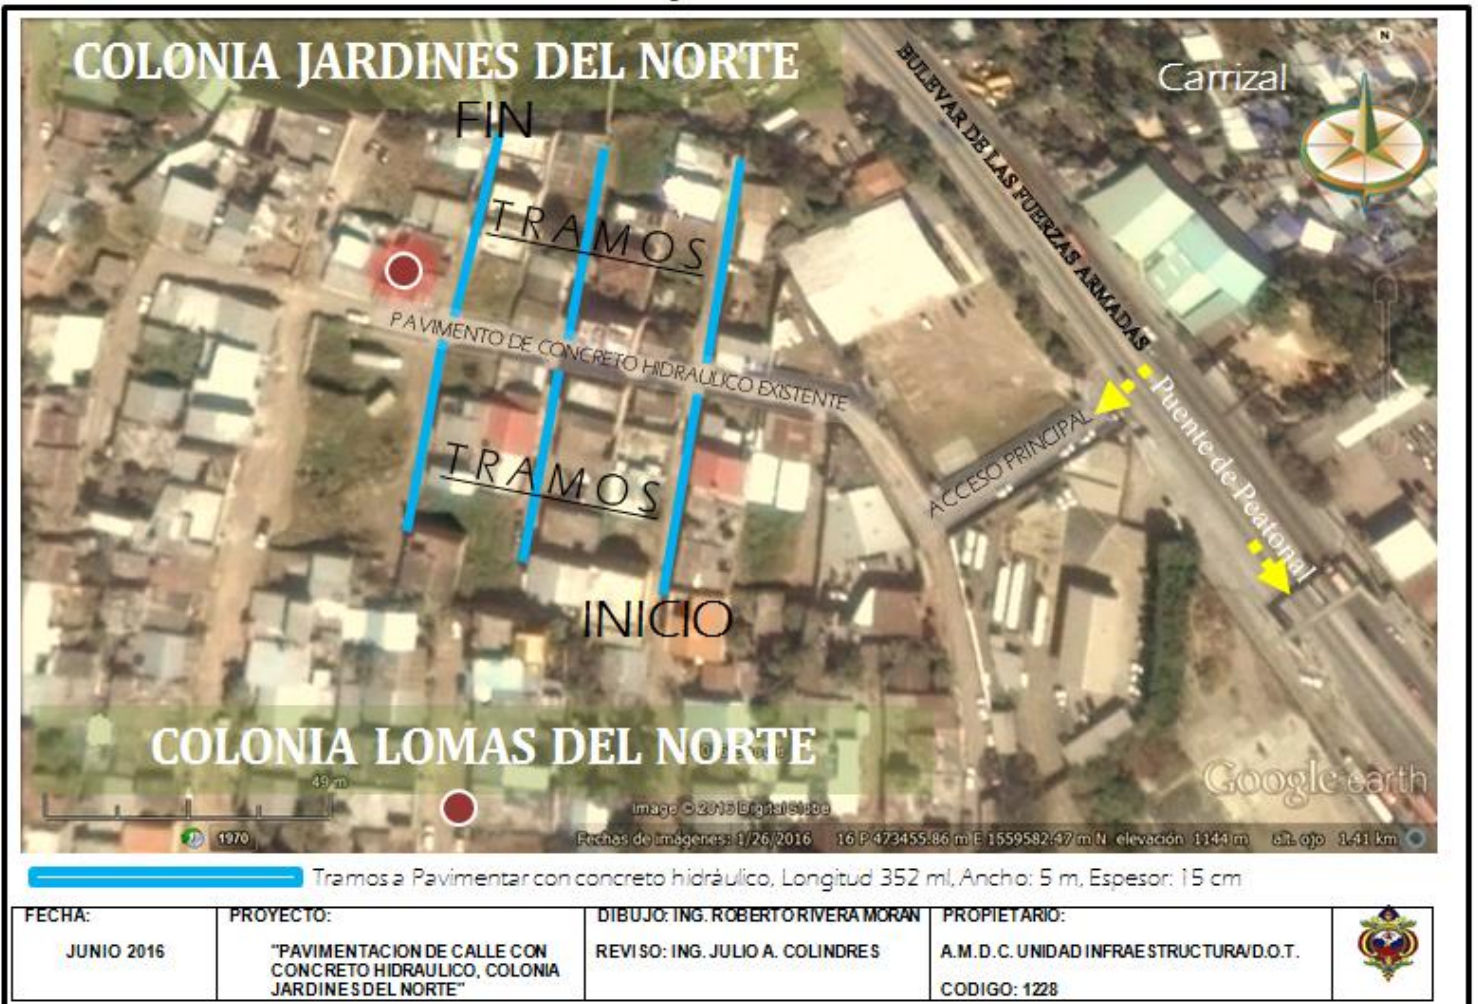 COLONIA JARDINES DEL NORTE
FIN
BULEVAR DE LAS FUERZAS ARMADAS
Carrizal
N
TRAMOS
PAVIMENTO DE CONCRETO HIDRAULICO EXISTENTE
ACCESO PRINCIPAL
Puente de Peatonal
TRAMOS
INICIO
COLONIA LOMAS DEL NORTE
49 m
Google earth
Image © 2016 DigitalGlobe
1970
Fechas de imágenes: 1/26/2016 16 P 473455.86 m E 1559582.47 m N elevación 1144 m alt. ojo 1.41 km
Tramos a Pavimentar con concreto hidráulico, Longitud 352 ml, Ancho: 5 m, Espesor: 15 cm
FECHA:
JUNIO 2016
PROYECTO:
"PAVIMENTACION DE CALLE CON
CONCRETO HIDRAULICO, COLONIA
JARDINES DEL NORTE"
DIBUJO: ING. ROBERTO RIVERA MORAN
REVISO: ING. JULIO A. COLINDRES
PROPIETARIO:
A.M.D.C. UNIDAD INFRAESTRUCTURA/D.O.T.
CODIGO: 1228